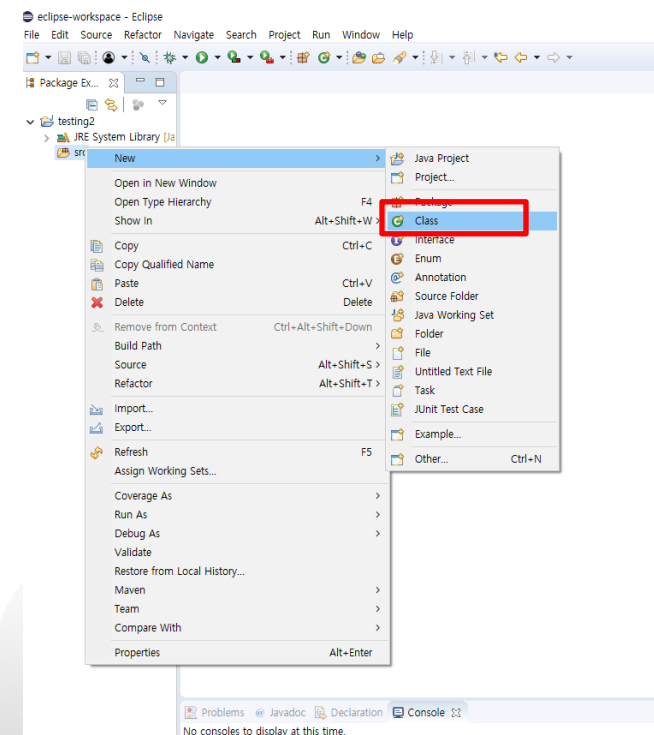 eclipse-workspace - Eclipse
File Edit Source Refactor Navigate Search Project Run Window Help
Package Ex...
testing2
JRE System Library [Ja
src
New
Open in New Window
Open Type Hierarchy F4
Show In Alt+Shift+W >
Copy Ctrl+C
Copy Qualified Name
Paste Ctrl+V
Delete Delete
Remove from Context Ctrl+Alt+Shift+Down
Build Path
Source Alt+Shift+S >
Refactor Alt+Shift+T >
Import...
Export...
Refresh F5
Assign Working Sets...
Coverage As
Run As
Debug As
Validate
Restore from Local History...
Maven
Team
Compare With
Properties Alt+Enter
Java Project
Project...
Package
Class
Interface
Enum
Annotation
Source Folder
Java Working Set
Folder
File
Untitled Text File
Task
JUnit Test Case
Example...
Other... Ctrl+N
Problems @ Javadoc Declaration Console
No consoles to display at this time.